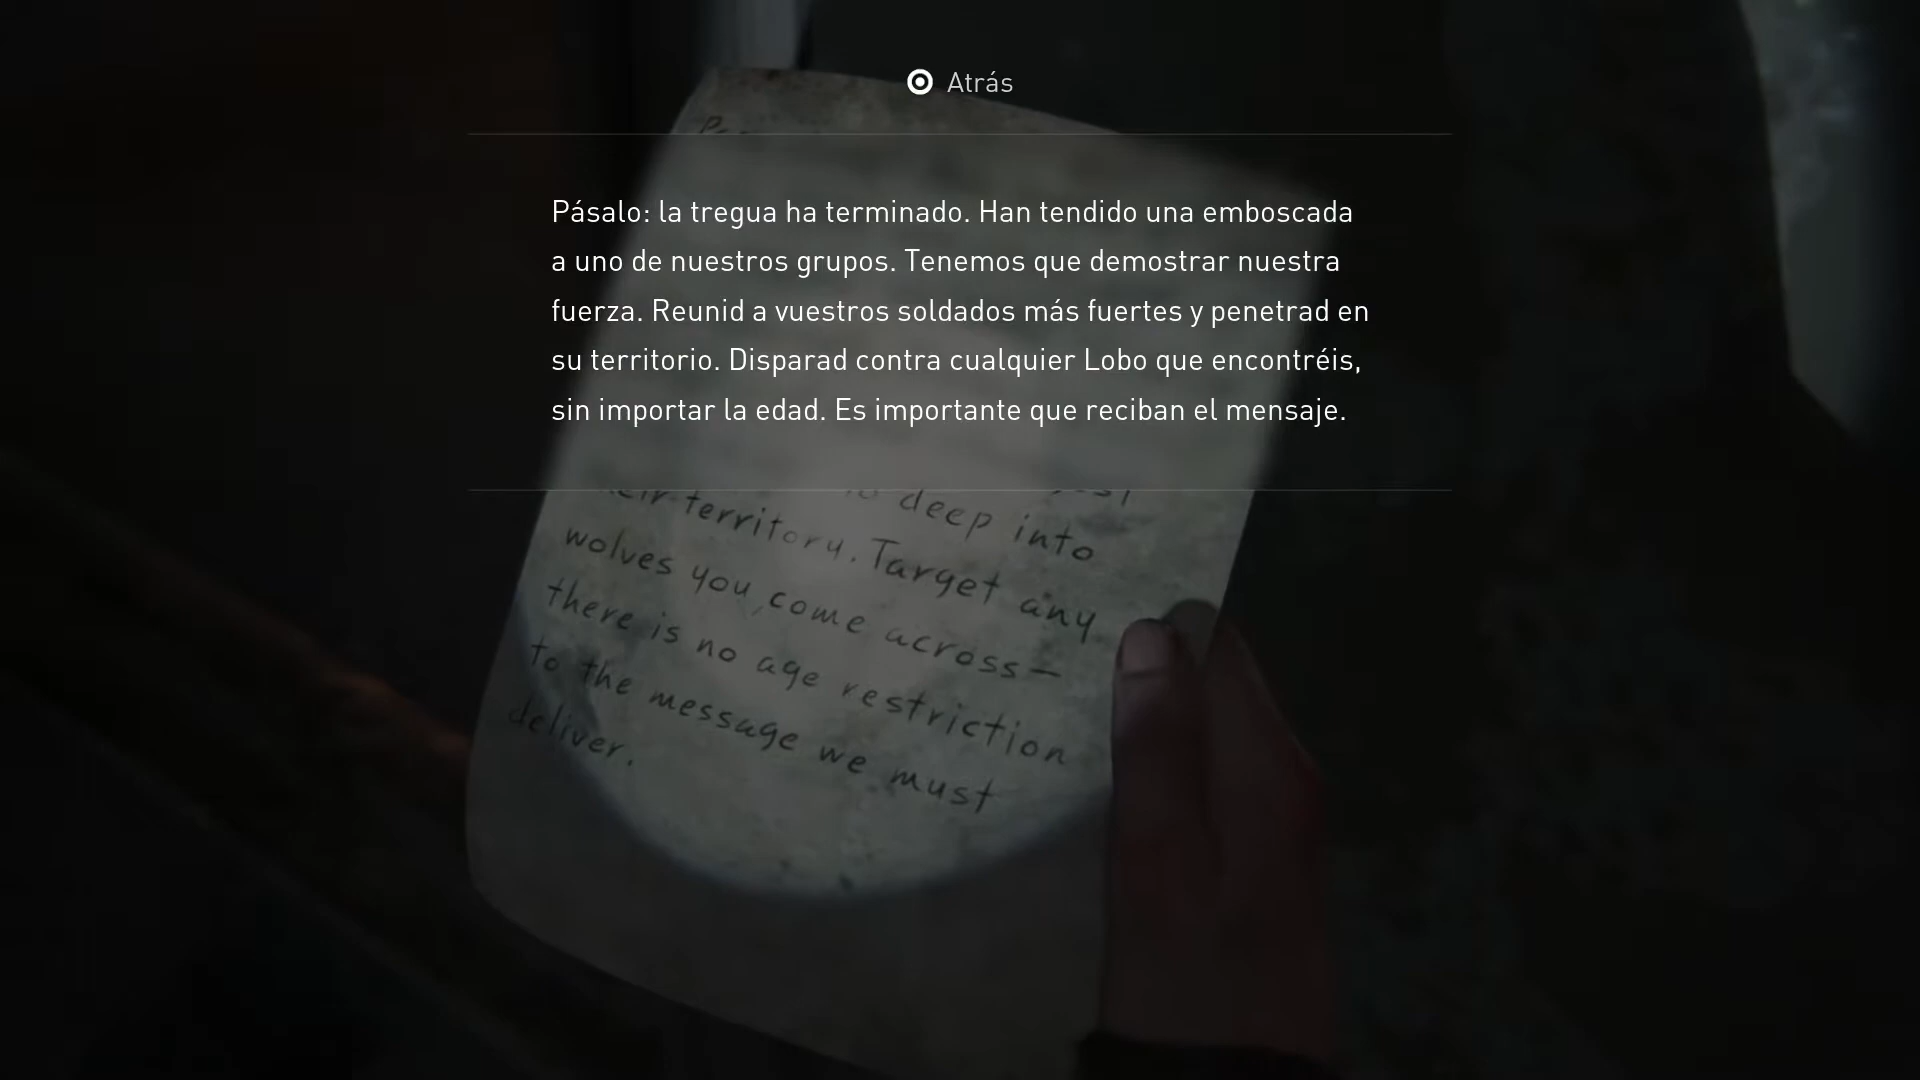 Atrás
Pásalo: la tregua ha terminado. Han tendido una emboscada
a uno de nuestros grupos. Tenemos que demostrar nuestra
fuerza. Reunid a vuestros soldados más fuertes y penetrad en
su territorio. Disparad contra cualquier Lobo que encontréis,
sin importar la edad. Es importante que reciban el mensaje.
deep into
territory. Target any
wolves you come across—
there is no age restriction
to the message we must
deliver.